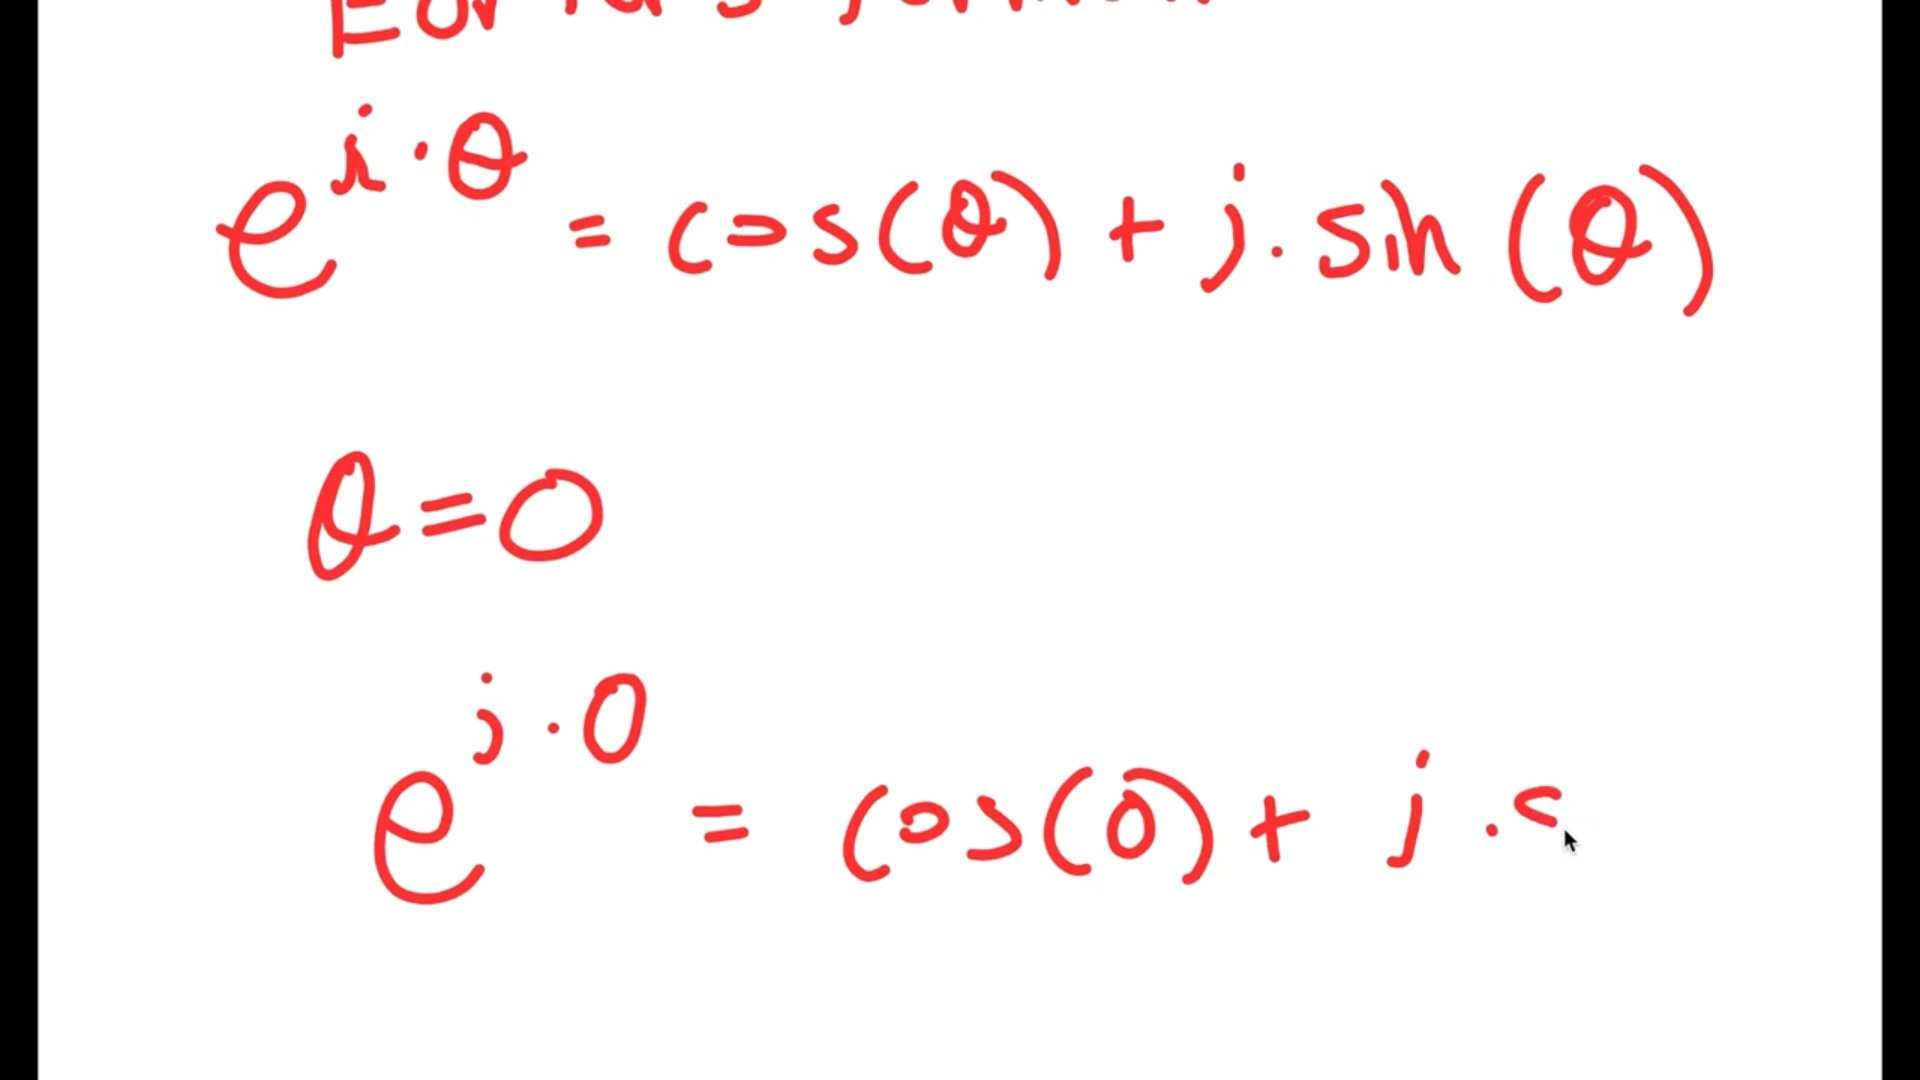 e^{i·θ} = cos(θ) + j·sin(θ)
θ=0
e^{j·0} = cos(0) + j·s